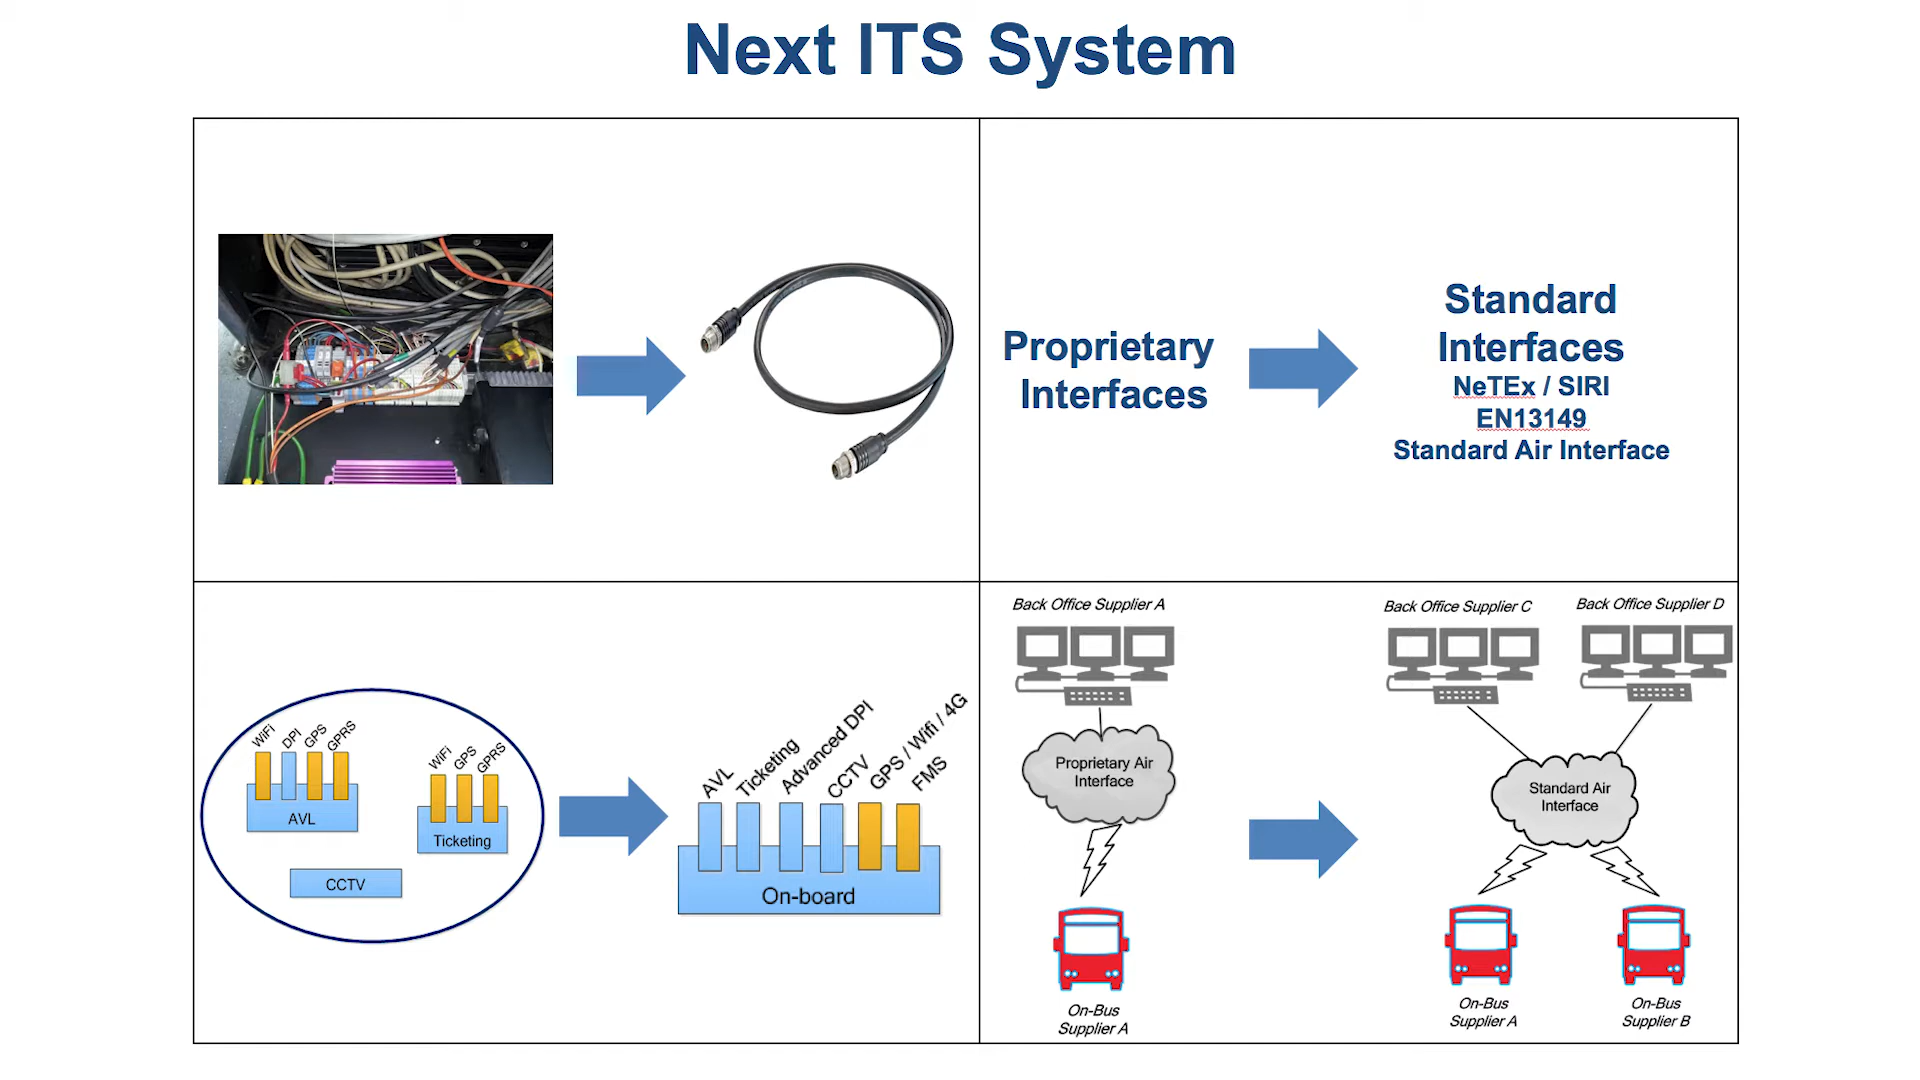 Next ITS System
Proprietary
Interfaces
Standard
Interfaces
NeTEx / SIRI
EN13149
Standard Air Interface
WiFi
DPI
GPS
GPRS
AVL
WiFi
GPS
GPRS
Ticketing
CCTV
AVL
Ticketing
Advanced DPI
CCTV
GPS / Wifi / 4G
FMS
On-board
Back Office Supplier A
Proprietary Air
Interface
On-Bus
Supplier A
Back Office Supplier C
Back Office Supplier D
Standard Air
Interface
On-Bus
Supplier A
On-Bus
Supplier B